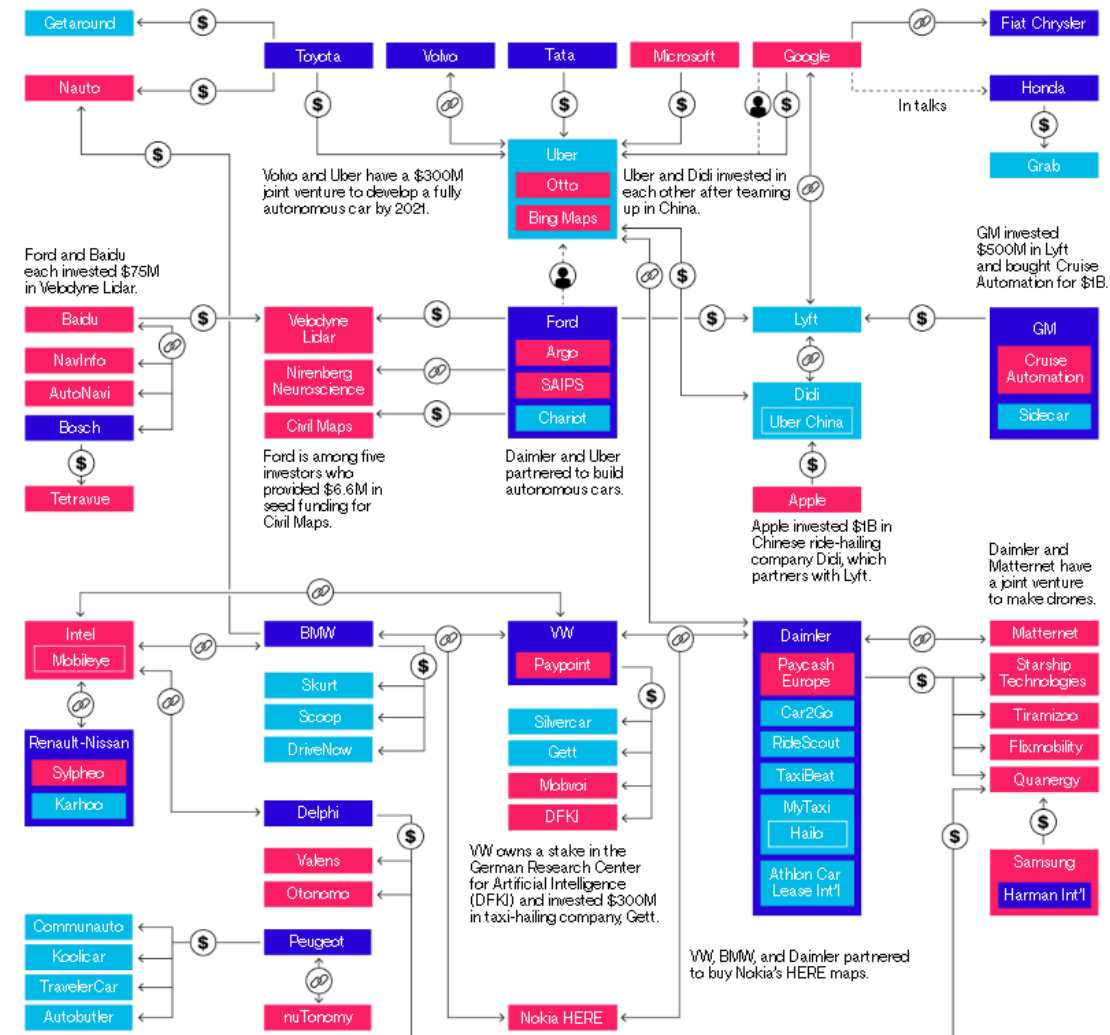 Getaround
$
Fiat Chrysler
Toyota
Volvo
Tata
Microsoft
Google
Nauto
$
$
$
$
$
In talks
Honda
$
$
Uber
Otto
Bing Maps
Grab
Volvo and Uber have a $300M
joint venture to develop a fully
autonomous car by 2021.
Uber and Didi invested in
each other after teaming
up in China.
GM invested
$500M in Lyft
and bought Cruise
Automation for $1B.
Ford and Baidu
each invested $75M
in Velodyne Lidar.
$
Baidu
$
Velodyne
Lidar
$
Ford
Argo
SAIPS
Chariot
$
Lyft
$
GM
Cruise
Automation
Sidecar
NavInfo
AutoNavi
Bosch
$
Tetravue
Nirenberg
Neuroscience
Civil Maps
$
Didi
Uber China
$
Apple
Ford is among five
investors who
provided $6.6M in
seed funding for
Civil Maps.
Daimler and Uber
partnered to build
autonomous cars.
Apple invested $1B in
Chinese ride-hailing
company Didi, which
partners with Lyft.
Daimler and
Matternet have
a joint venture
to make drones.
Intel
Mobileye
BMW
$
VW
Paypoint
$
Daimler
Paycash
Europe
Car2Go
RideScout
TaxiBeat
MyTaxi
Hailo
Athlon Car
Lease Int'l
$
Matternet
Starship
Technologies
Tiramizoo
Flixmobility
Quanergy
$
Samsung
Harman Int'l
Skurt
Scoop
DriveNow
Silvercar
Gett
Mobvoi
DFKI
Renault-Nissan
Sylpheo
Karhoo
Delphi
$
$
Valens
Otonomo
VW owns a stake in the
German Research Center
for Artificial Intelligence
(DFKI) and invested $300M
in taxi-hailing company, Gett.
Communauto
Koolicar
TravelerCar
Autobutler
$
Peugeot
nuTonomy
VW, BMW, and Daimler partnered
to buy Nokia's HERE maps.
Nokia HERE